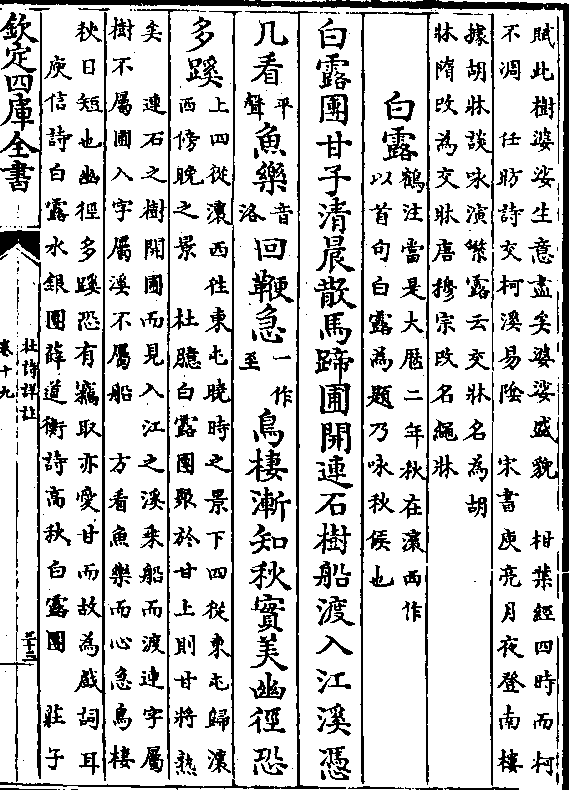 賦此樹婆娑生意盡矣婆娑盛貌　柑葉經四時而柯
不凋　任昉詩交柯溪易陰　宋書庾亮月夜登南樓
據胡牀談咏演繁露云交牀名為胡
牀隋改為交牀唐穆宗改名繩牀
白露鶴注當是大厯二年秋在瀼西作
以首句白露為題乃咏秋候也
白露團甘子清晨散馬蹄圃開連石樹船渡入江溪憑
几看平聲魚樂音洛回鞭急一作至鳥棲漸知秋實美幽徑恐
多蹊上四從瀼西往東屯曉時之景下四從東屯歸瀼
西傍晚之景　杜臆白露團聚於甘上則甘將熟
矣　連石之樹開圃而見入江之溪乘船而渡連字屬
樹不屬圃入字屬溪不屬船　方看魚樂而心急鳥棲
秋日短也幽徑多蹊恐有竊取亦愛甘而故為戲詞耳
庾信詩白露水銀團薛道衡詩高秋白露團　莊子
欽定四庫全書
杜詩詳註
卷十九
三十三